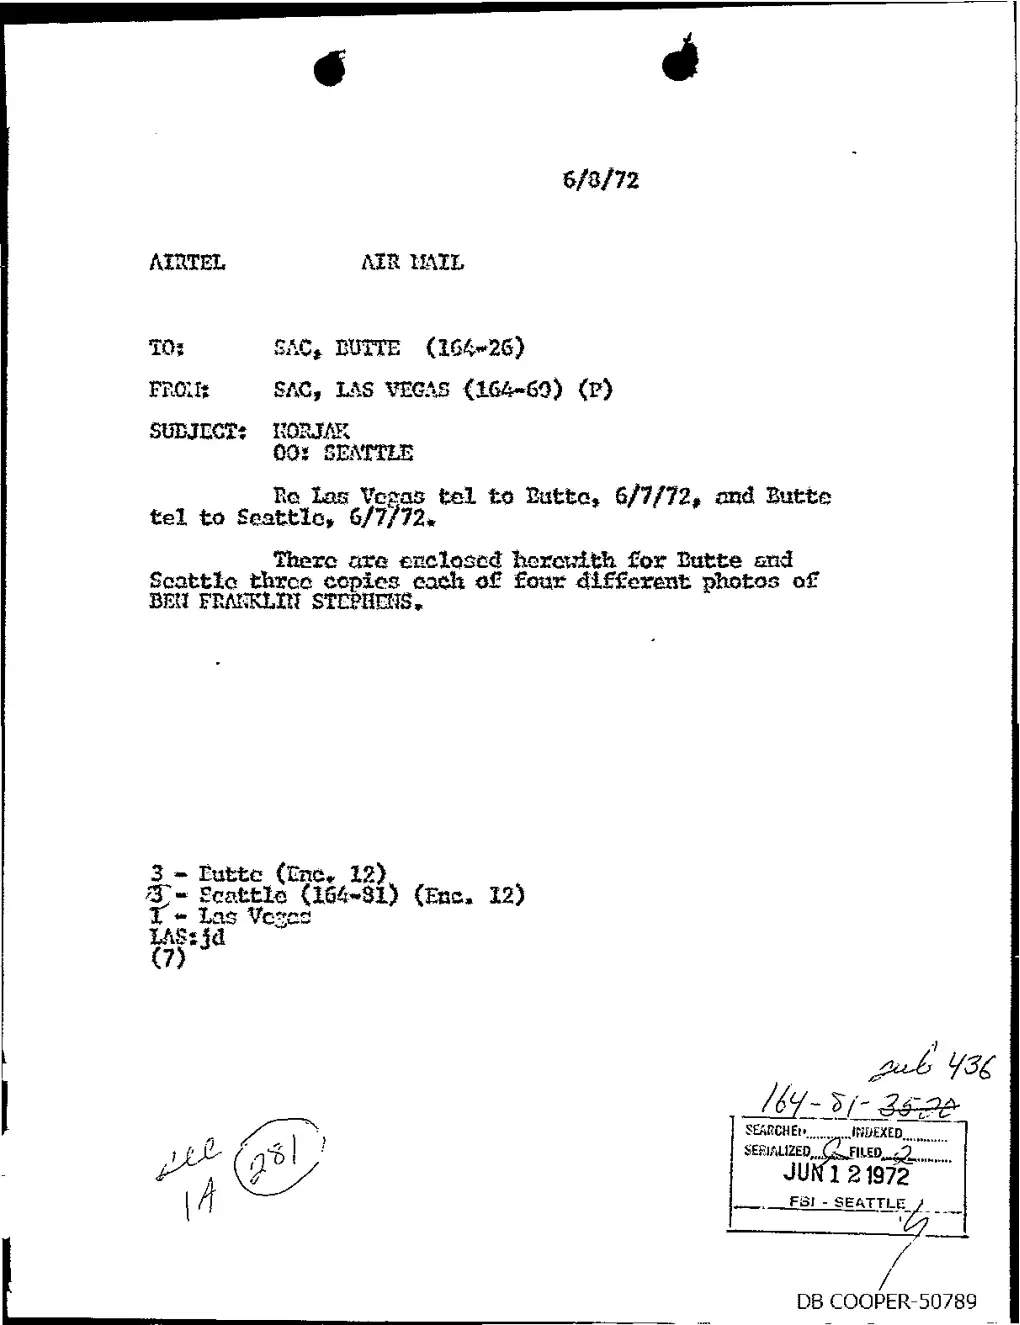 6/8/72
AIRTEL AIR MAIL
TO: SAC, BUTTE (164-26)
FROM: SAC, LAS VEGAS (164-60) (P)
SUBJECT: NORJAK
OO: SEATTLE
Re Las Vegas tel to Butte, 6/7/72, and Butte
tel to Seattle, 6/7/72.
There are enclosed herewith for Butte and
Seattle three copies each of four different photos of
BEN FRANKLIN STEPHENS.
3 - Butte (Enc. 12)
3 - Seattle (164-81) (Enc. 12)
1 - Las Vegas
LAS:jd
(7)
sub 436
164-81-3520
SEARCHED INDEXED
SERIALIZED FILED
JUN 12 1972
FBI - SEATTLE
see 281
1A
DB COOPER-50789